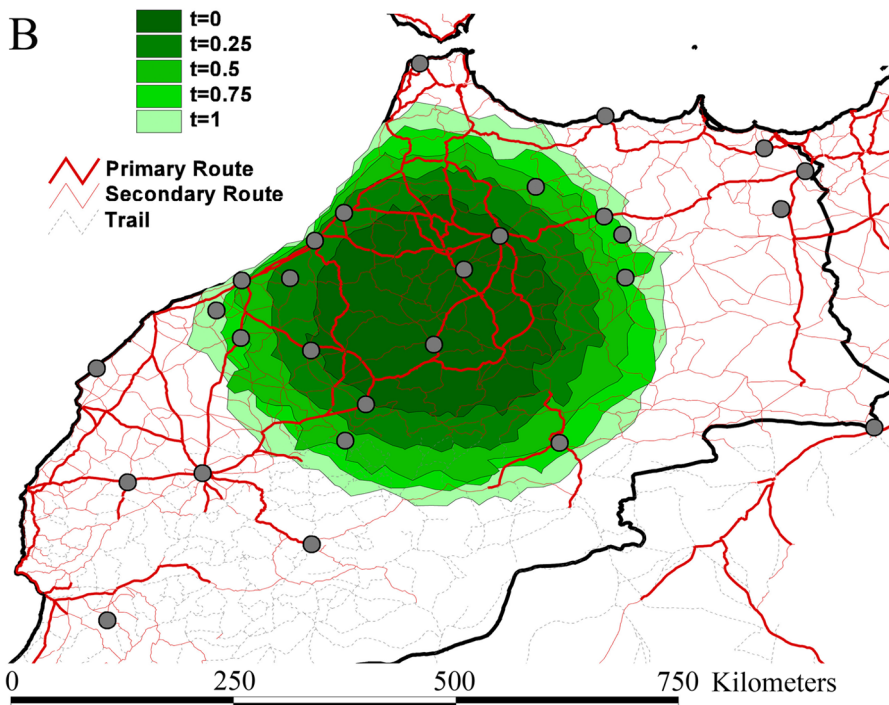 B
t=0
t=0.25
t=0.5
t=0.75
t=1
Primary Route
Secondary Route
Trail
0 250 500 750 Kilometers